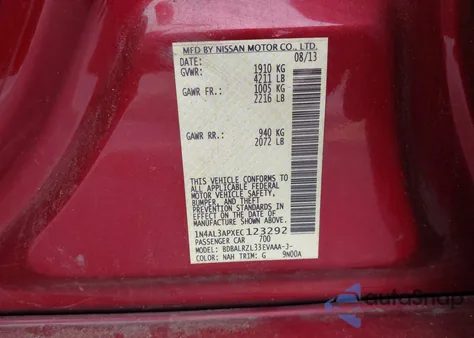 MFD BY NISSAN MOTOR CO., LTD.
DATE: 08/13
GVWR: 1910 KG
4211 LB
GAWR FR.: 1005 KG
2216 LB
GAWR RR.: 940 KG
2072 LB
THIS VEHICLE CONFORMS TO
ALL APPLICABLE FEDERAL
MOTOR VEHICLE SAFETY,
BUMPER, AND THEFT
PREVENTION STANDARDS IN
EFFECT ON THE DATE OF
MANUFACTURE SHOWN ABOVE.
1N4AL3APXEC123292
PASSENGER CAR 700
MODEL: BDBALRZL33EVAAA-J-
COLOR: NAH TRIM: G 9N00A
autoSnap